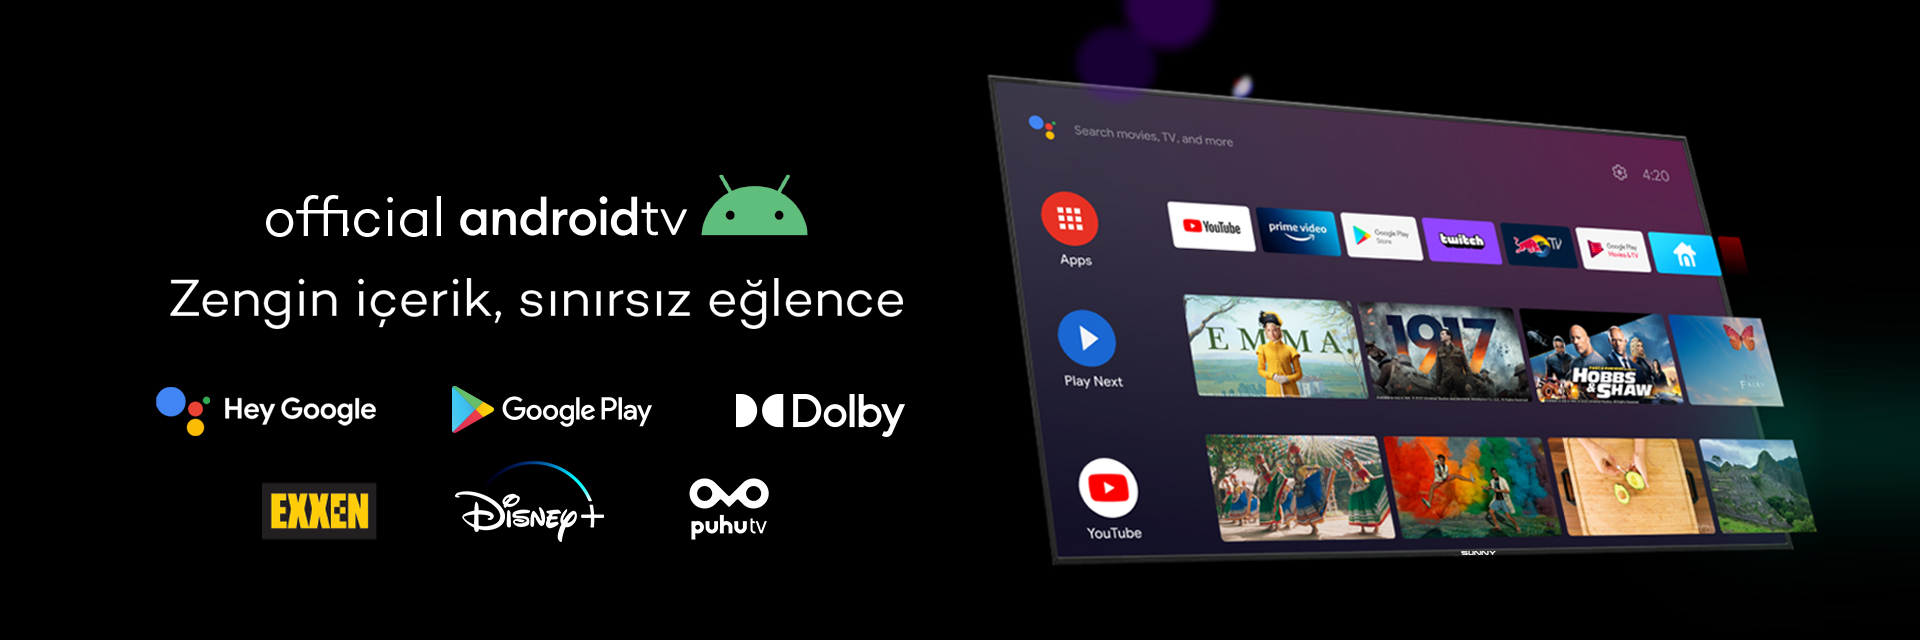 official androidtv
Zengin içerik, sınırsız eğlence
Hey Google
Google Play
Dolby
EXXEN
Disney+
puhutv
Search movies, TV, and more
4:20
Apps
YouTube
prime video
Google Play
Store
twitch
Red Bull TV
Google Play
Movies & TV
EMMA.
1917
Play Next
HOBBS
& SHAW
THE
YouTube
SUNNY